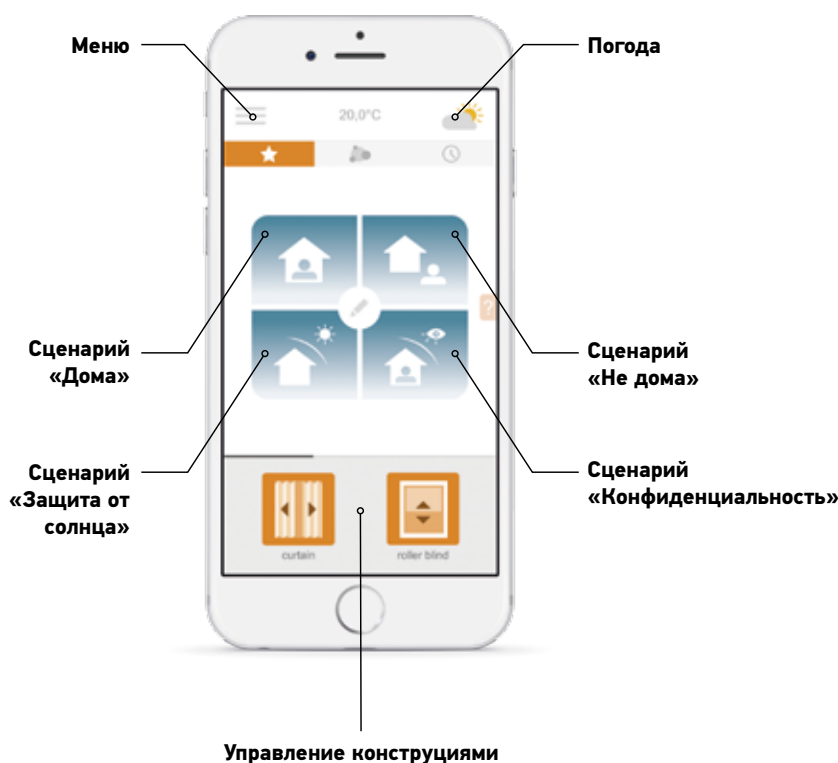 Меню
Погода
20,0°C
?
Сценарий
«Дома»
Сценарий
«Не дома»
Сценарий
«Защита от
солнца»
Сценарий
«Конфиденциальность»
curtain
roller blind
Управление конструциями